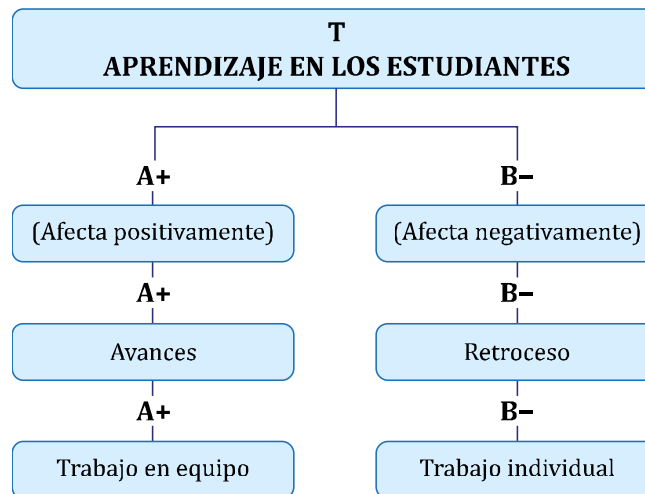 T
APRENDIZAJE EN LOS ESTUDIANTES
A+
B−
(Afecta positivamente)
(Afecta negativamente)
A+
B−
Avances
Retroceso
A+
B−
Trabajo en equipo
Trabajo individual